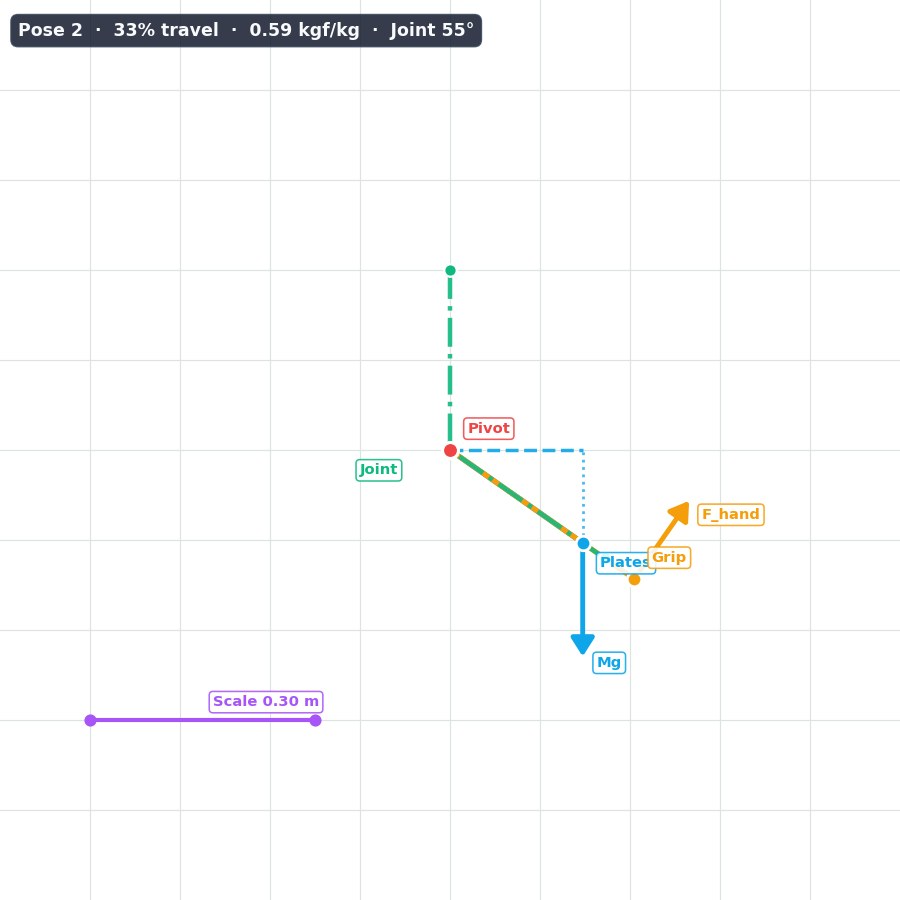 Pose 2 · 33% travel · 0.59 kgf/kg · Joint 55°
Pivot
Joint
F_hand
Grip
Plates
Mg
Scale 0.30 m